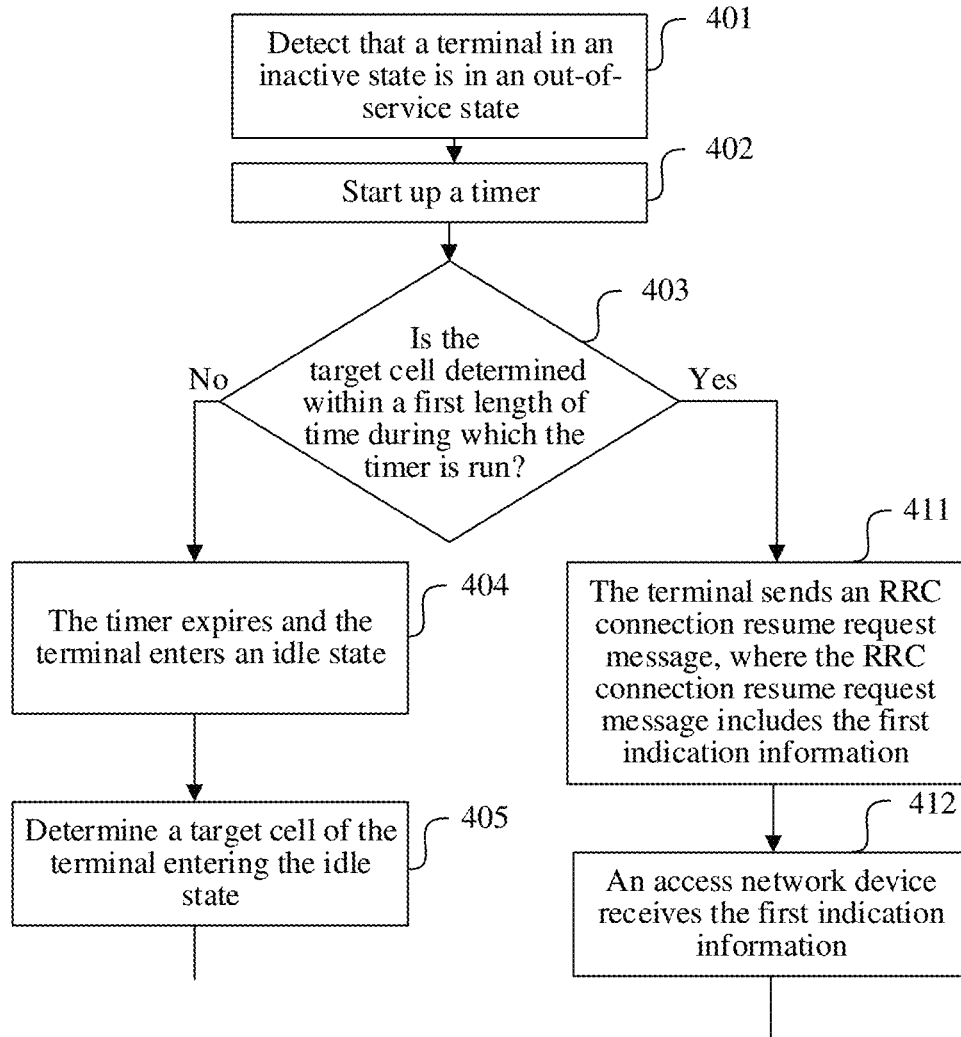 401
Detect that a terminal in an
inactive state is in an out-of-
service state
402
Start up a timer
403
Is the
target cell determined
within a first length of
time during which the
timer is run?
No
Yes
404
The timer expires and the
terminal enters an idle state
411
The terminal sends an RRC
connection resume request
message, where the RRC
connection resume request
message includes the first
indication information
405
Determine a target cell of the
terminal entering the idle
state
412
An access network device
receives the first indication
information